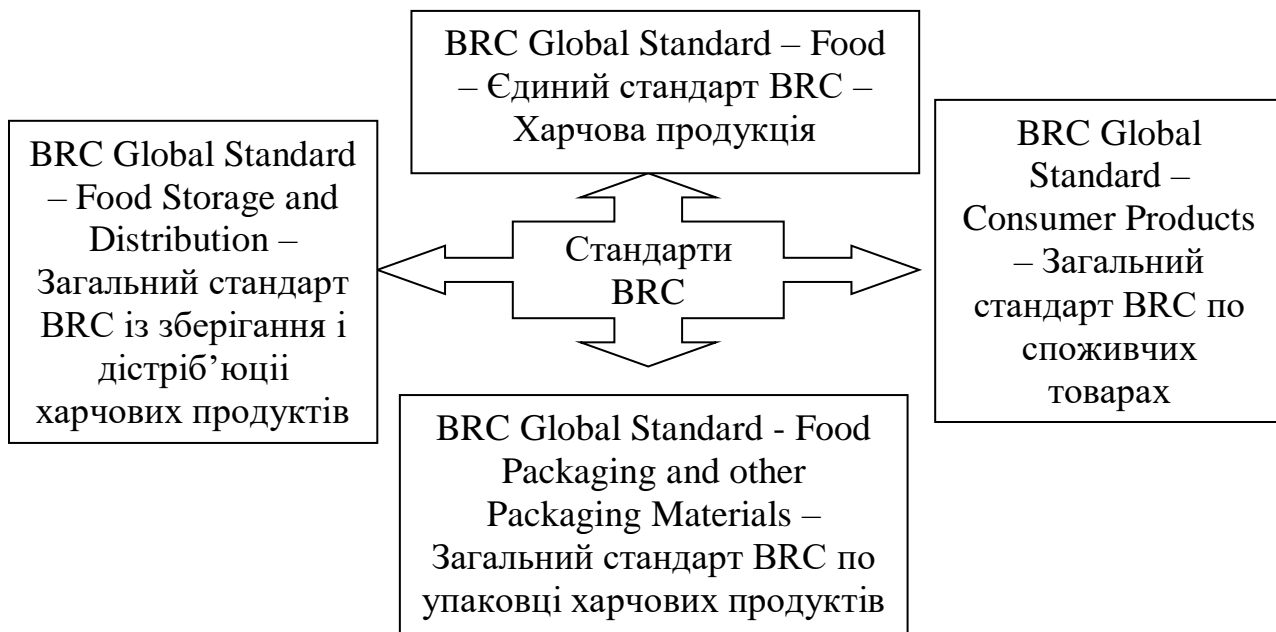 BRC Global Standard – Food
– Єдиний стандарт BRC –
Харчова продукція
BRC Global Standard
– Food Storage and
Distribution –
Загальний стандарт
BRC із зберігання і
дістріб’юціі
харчових продуктів
Стандарти
BRC
BRC Global
Standard –
Consumer Products
– Загальний
стандарт BRC по
споживчих
товарах
BRC Global Standard - Food
Packaging and other
Packaging Materials –
Загальний стандарт BRC по
упаковці харчових продуктів